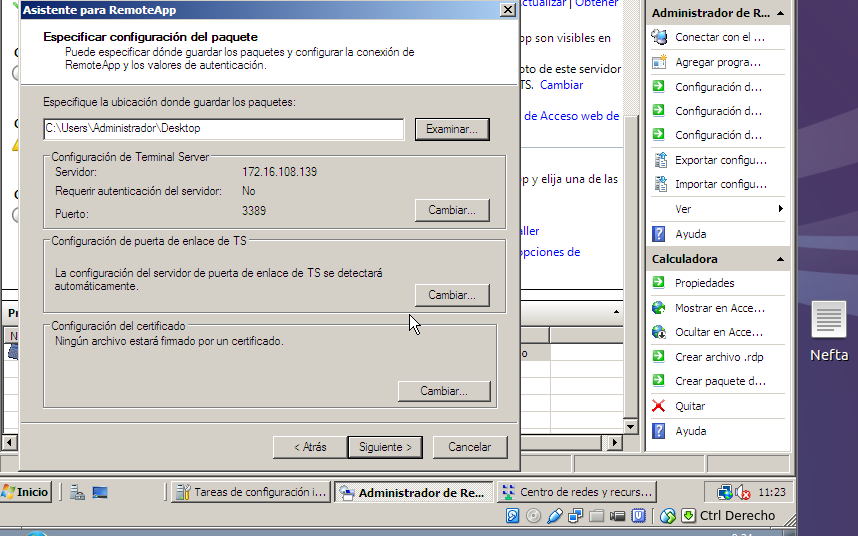 Asistente para RemoteApp
Especificar configuración del paquete
Puede especificar dónde guardar los paquetes y configurar la conexión de
RemoteApp y los valores de autenticación.
Especifique la ubicación donde guardar los paquetes:
C:\Users\Administrador\Desktop
Examinar...
Configuración de Terminal Server
Servidor: 172.16.108.139
Requerir autenticación del servidor: No
Puerto: 3389
Cambiar...
Configuración de puerta de enlace de TS
La configuración del servidor de puerta de enlace de TS se detectará
automáticamente.
Cambiar...
Configuración del certificado
Ningún archivo estará firmado por un certificado.
Cambiar...
< Atrás
Siguiente >
Cancelar
actualizar | Obtener
pp son visibles en
oto de este servidor
TS. Cambiar
de Acceso web de
pp y elija una de las
aller
opciones de
Administrador de R...
Conectar con el ...
Agregar progra...
Configuración d...
Configuración d...
Configuración d...
Exportar configu...
Importar configu...
Ver
Ayuda
Calculadora
Propiedades
Mostrar en Acce...
Ocultar en Acce...
Crear archivo .rdp
Crear paquete d...
Quitar
Ayuda
Nefta
Inicio
Tareas de configuración i...
Administrador de Re...
Centro de redes y recurs...
11:23
Ctrl Derecho